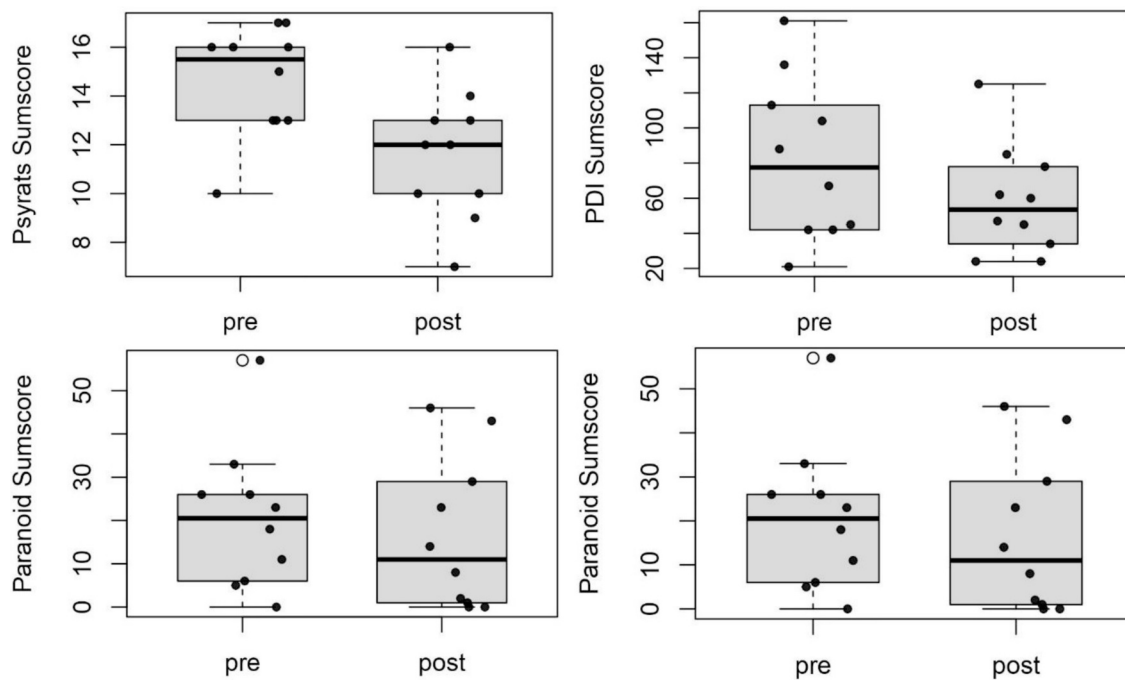 Psyrats Sumscore
16
14
12
10
8
pre
post
PDI Sumscore
140
100
60
20
pre
post
Paranoid Sumscore
50
30
10
0
pre
post
Paranoid Sumscore
50
30
10
0
pre
post